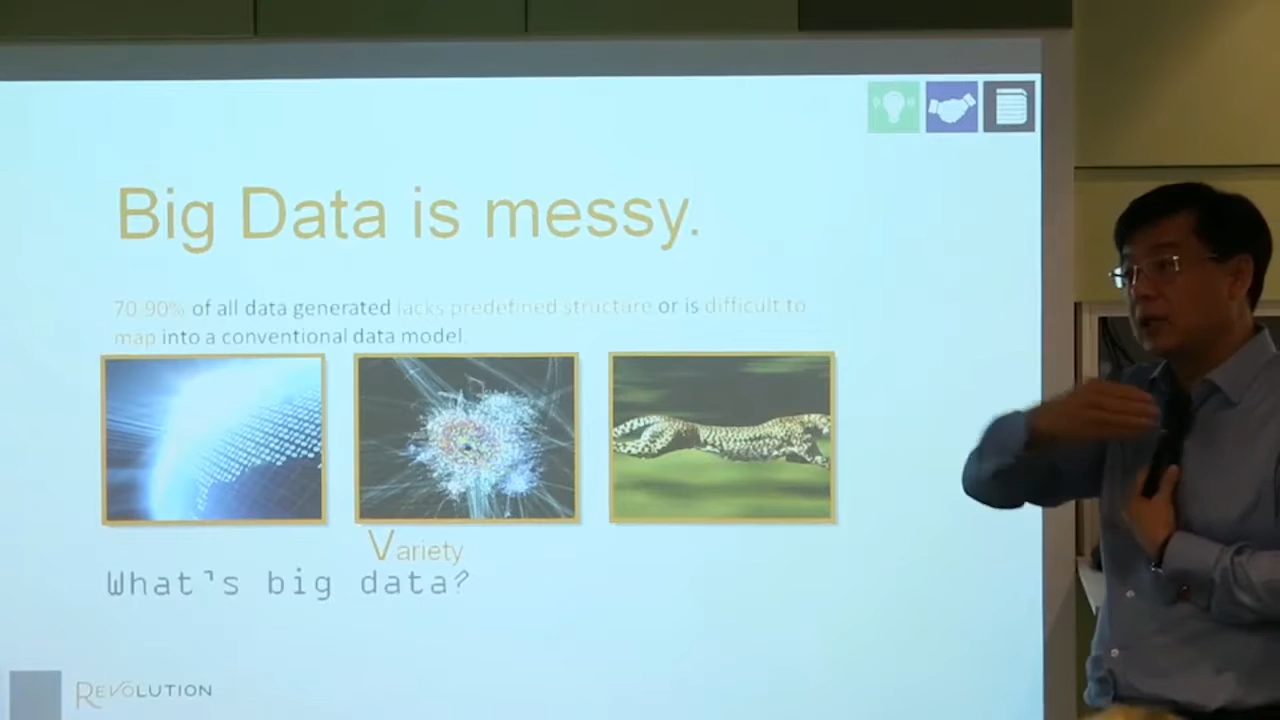 Big Data is messy.
70-90% of all data generated lacks predefined structure or is difficult to
map into a conventional data model.
Variety
What's big data?
REVOLUTION